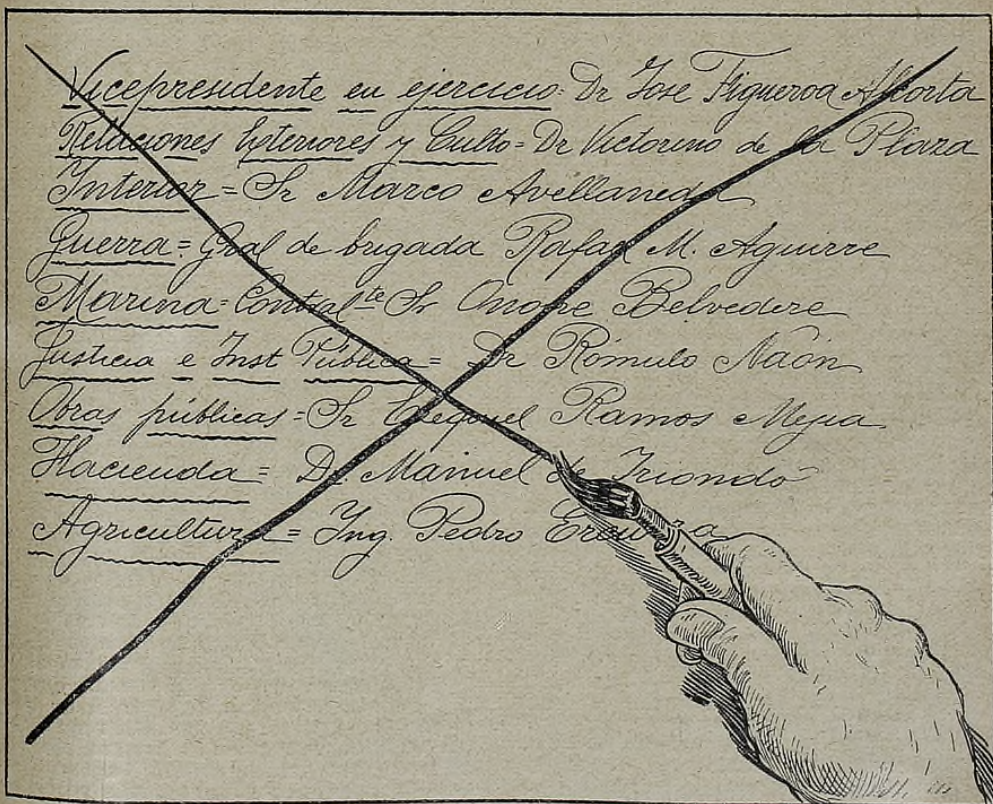 Vicepresidente en ejercicio: Dr José Figueroa Alcorta
Relaciones Exteriores y Culto = Dr Victorino de la Plaza
Interior = Sr Marco Avellaneda
Guerra = Gral de brigada Rafael M. Aguirre
Marina = Contral-te Sr Onofre Belvedere
Justicia e Inst Pública = Dr Rómulo Naón
Obras públicas = Sr Ezequiel Ramos Mejia
Hacienda = Dr. Manuel de Iriondo
Agricultura = Ing. Pedro Ezcurra